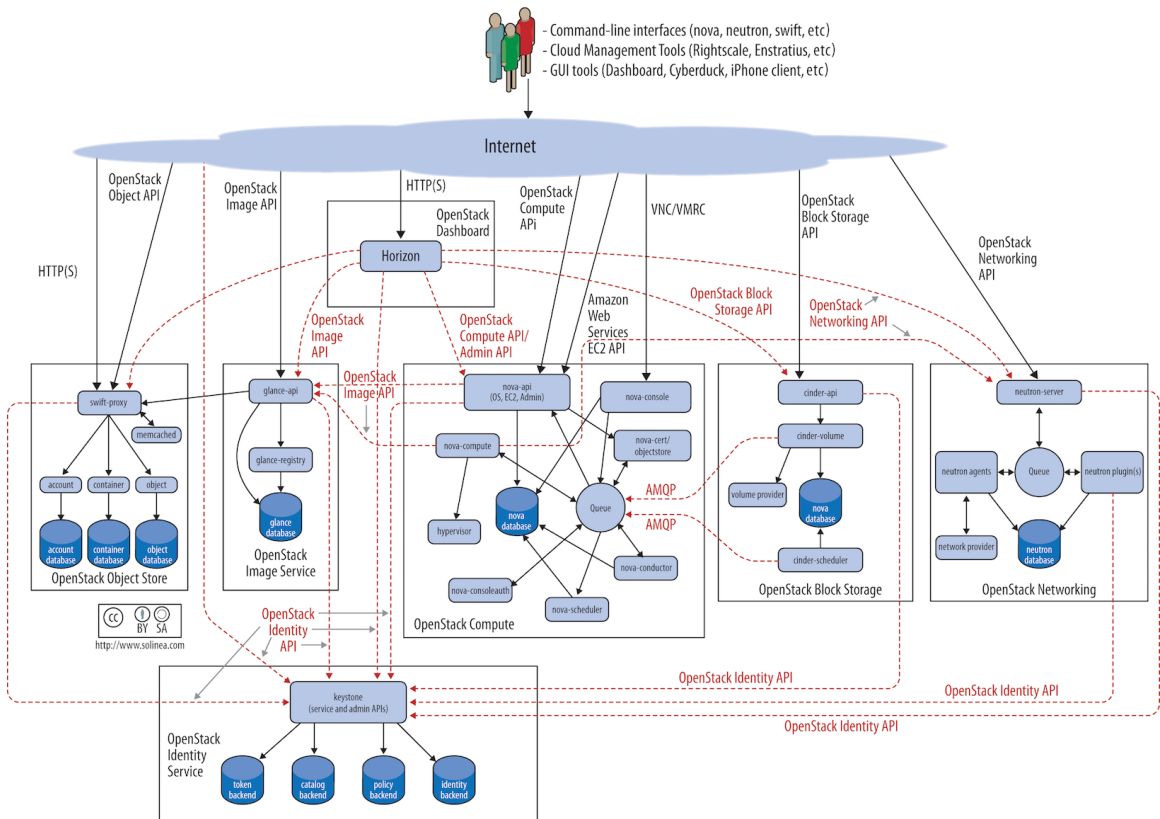 - Command-line interfaces (nova, neutron, swift, etc)
- Cloud Management Tools (Rightscale, Enstratius, etc)
- GUI tools (Dashboard, Cyberduck, iPhone client, etc)
Internet
OpenStack
Object API
OpenStack
Image API
HTTP(S)
OpenStack
Compute
APi
VNC/VMRC
OpenStack
Block Storage
API
OpenStack
Networking
API
HTTP(S)
OpenStack
Dashboard
Horizon
OpenStack
Image
API
OpenStack
Compute API/
Admin API
Amazon
Web
Services
EC2 API
OpenStack Block
Storage API
OpenStack
Networking API
OpenStack
Image API
swift-proxy
memcached
account
container
object
account
database
container
database
object
database
OpenStack Object Store
glance-api
glance-registry
glance
database
OpenStack
Image Service
nova-api
(OS, EC2, Admin)
nova-console
nova-compute
nova-cert/
objectstore
hypervisor
nova
database
Queue
nova-conductor
nova-consoleauth
nova-scheduler
OpenStack Compute
AMQP
AMQP
cinder-api
cinder-volume
volume provider
nova
database
cinder-scheduler
OpenStack Block Storage
neutron-server
neutron agents
Queue
neutron plugin(s)
network provider
neutron
database
OpenStack Networking
cc
BY
SA
http://www.solinea.com
OpenStack
Identity
API
OpenStack Identity API
OpenStack Identity API
OpenStack Identity API
keystone
(service and admin APIs)
OpenStack
Identity
Service
token
backend
catalog
backend
policy
backend
identity
backend